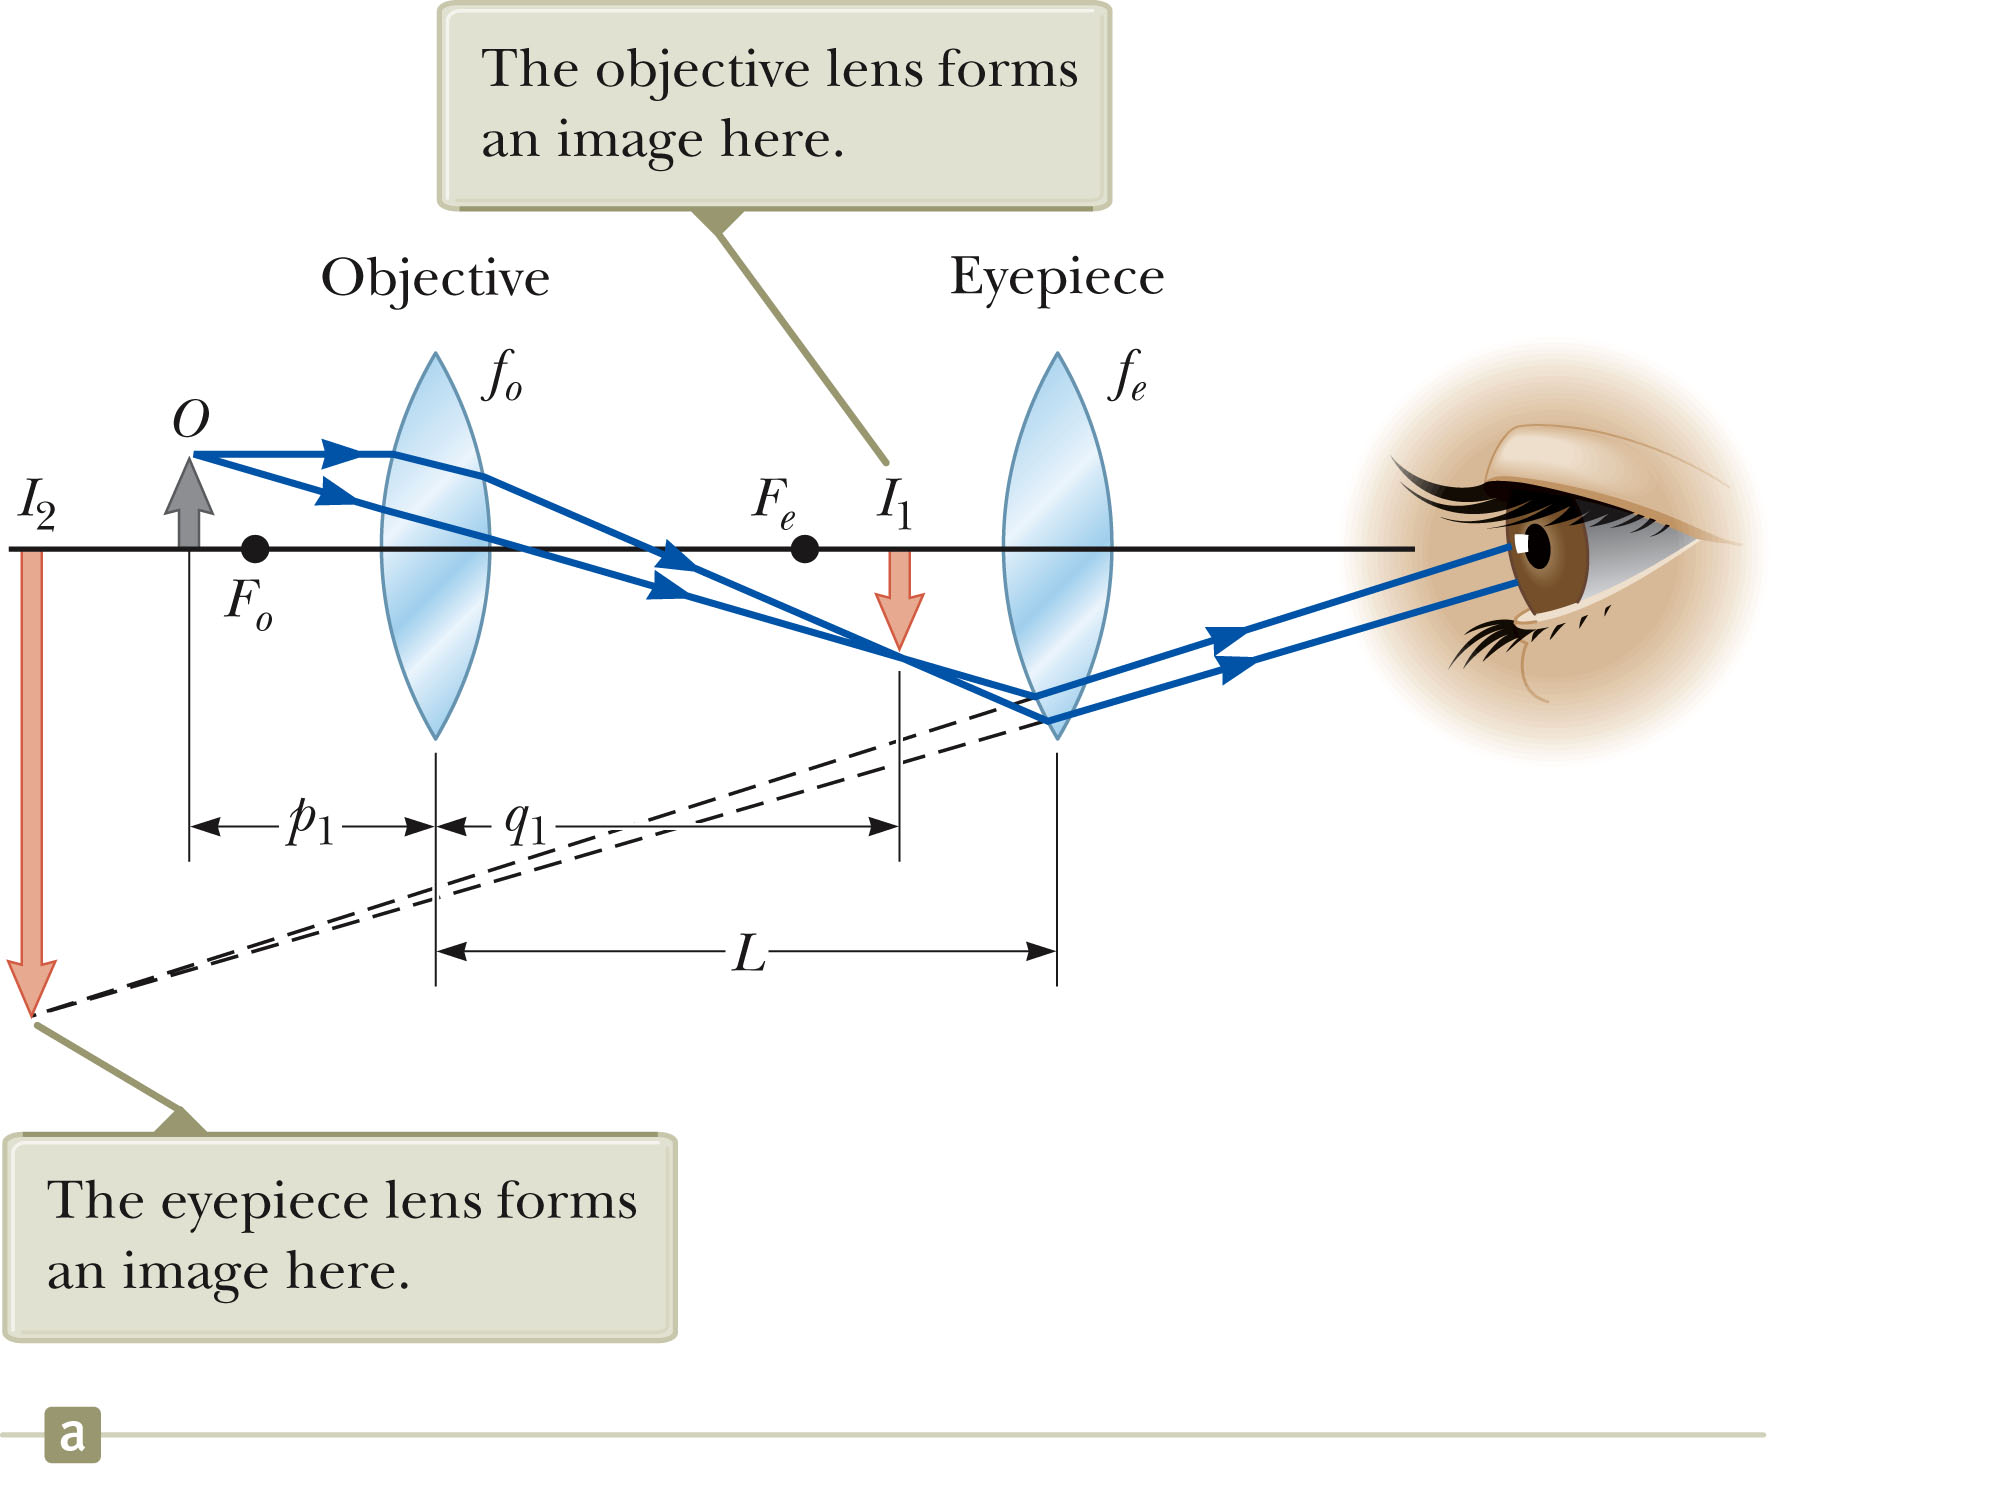 The objective lens forms
an image here.
Objective
Eyepiece
fₒ
fₑ
O
I₂
Fₑ
I₁
Fₒ
p₁
q₁
L
The eyepiece lens forms
an image here.
a